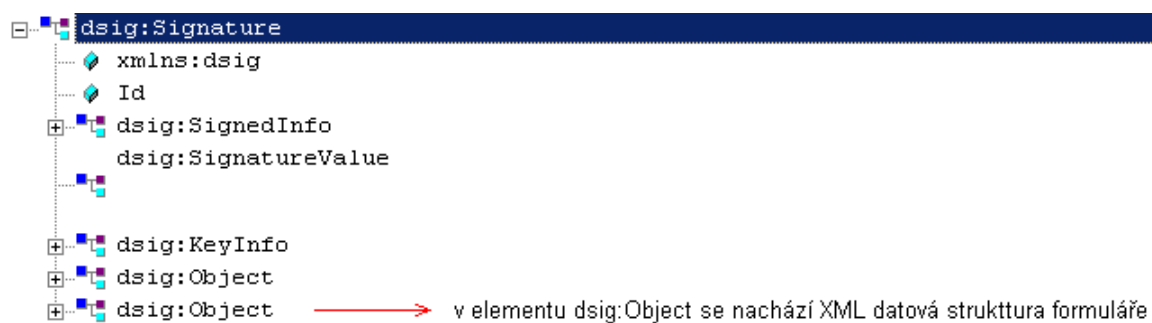 dsig:Signature
xmlns:dsig
Id
dsig:SignedInfo
dsig:SignatureValue
dsig:KeyInfo
dsig:Object
dsig:Object v elementu dsig:Object se nachází XML datová strukttura formuláře